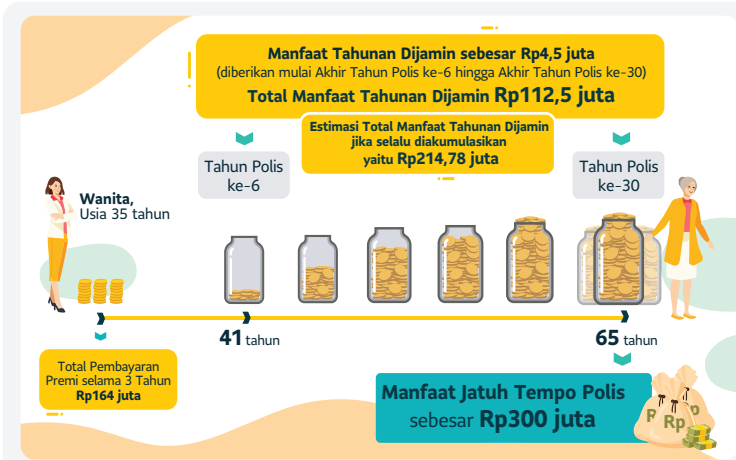 Manfaat Tahunan Dijamin sebesar Rp4,5 juta
(diberikan mulai Akhir Tahun Polis ke-6 hingga Akhir Tahun Polis ke-30)
Total Manfaat Tahunan Dijamin Rp112,5 juta
Estimasi Total Manfaat Tahunan Dijamin
jika selalu diakumulasikan
yaitu Rp214,78 juta
Tahun Polis
ke-6
Tahun Polis
ke-30
Wanita,
Usia 35 tahun
41 tahun
65 tahun
Total Pembayaran
Premi selama 3 Tahun
Rp164 juta
Manfaat Jatuh Tempo Polis
sebesar Rp300 juta
Rp
Rp